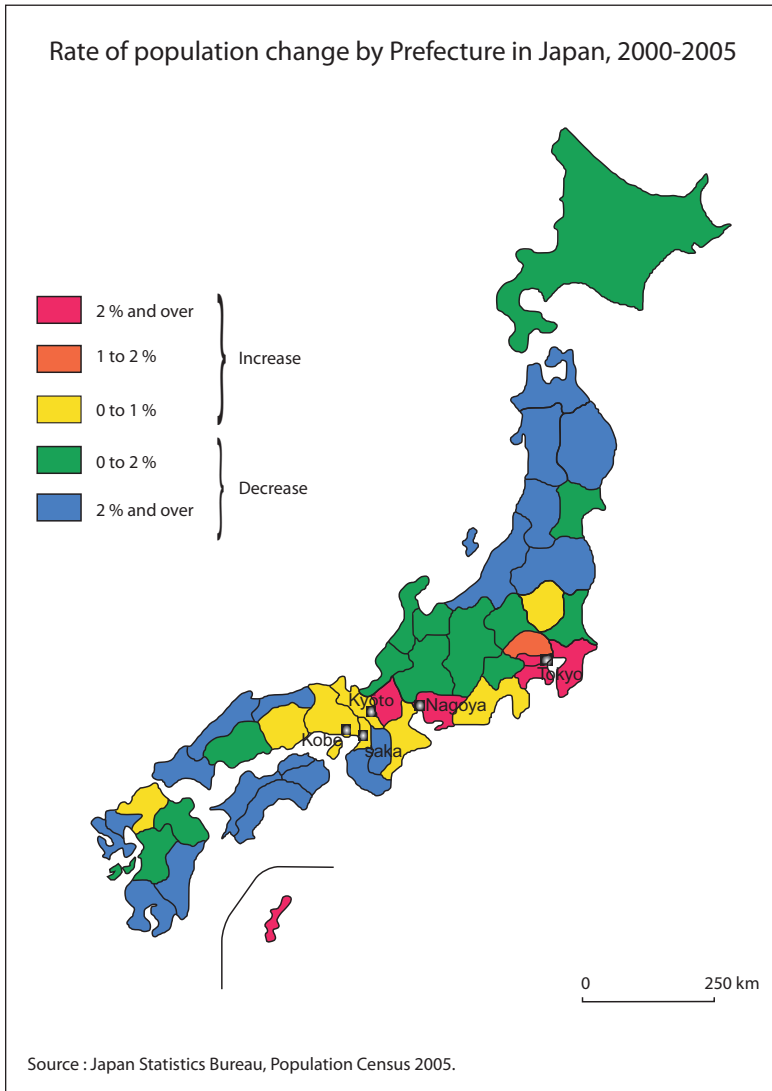 Rate of population change by Prefecture in Japan, 2000-2005
2 % and over
1 to 2 %
Increase
0 to 1 %
0 to 2 %
Decrease
2 % and over
Tokyo
Kyoto
Nagoya
Kobe
saka
0
250 km
Source : Japan Statistics Bureau, Population Census 2005.